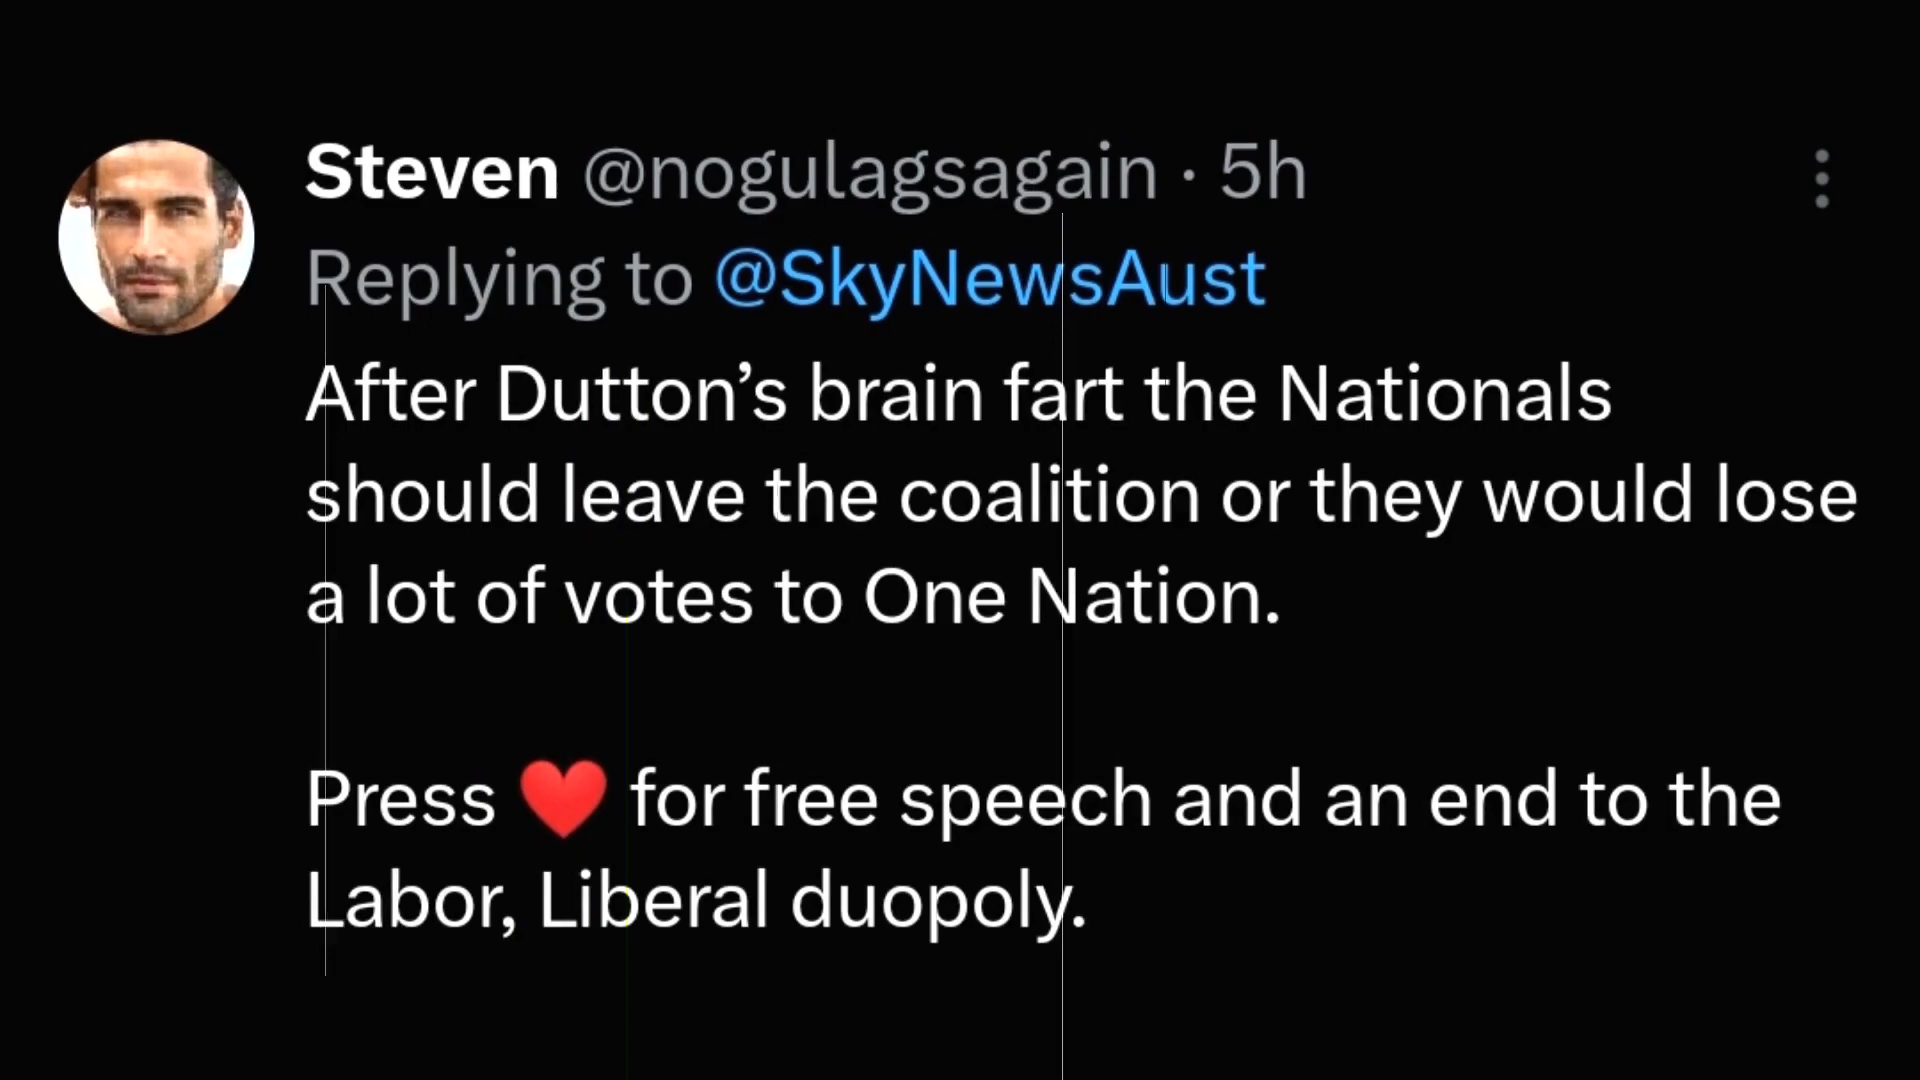 Steven @nogulagsagain · 5h
Replying to @SkyNewsAust
After Dutton’s brain fart the Nationals
should leave the coalition or they would lose
a lot of votes to One Nation.
Press ❤️ for free speech and an end to the
Labor, Liberal duopoly.